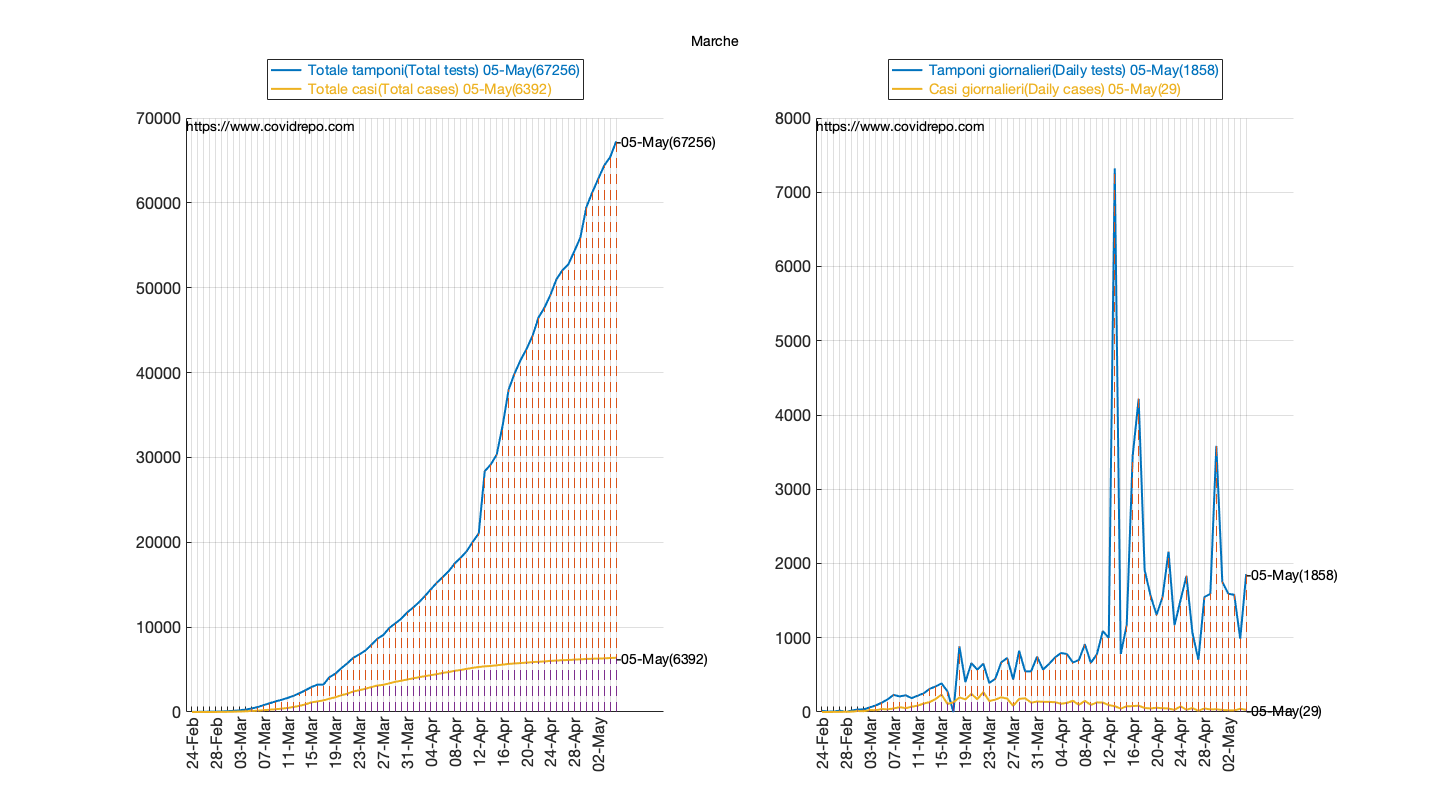 Marche
Totale tamponi(Total tests) 05-May(67256)
Totale casi(Total cases) 05-May(6392)
https://www.covidrepo.com
70000
60000
50000
40000
30000
20000
10000
0
05-May(67256)
05-May(6392)
24-Feb
28-Feb
03-Mar
07-Mar
11-Mar
15-Mar
19-Mar
23-Mar
27-Mar
31-Mar
04-Apr
08-Apr
12-Apr
16-Apr
20-Apr
24-Apr
28-Apr
02-May
Tamponi giornalieri(Daily tests) 05-May(1858)
Casi giornalieri(Daily cases) 05-May(29)
https://www.covidrepo.com
8000
7000
6000
5000
4000
3000
2000
1000
0
05-May(1858)
05-May(29)
24-Feb
28-Feb
03-Mar
07-Mar
11-Mar
15-Mar
19-Mar
23-Mar
27-Mar
31-Mar
04-Apr
08-Apr
12-Apr
16-Apr
20-Apr
24-Apr
28-Apr
02-May